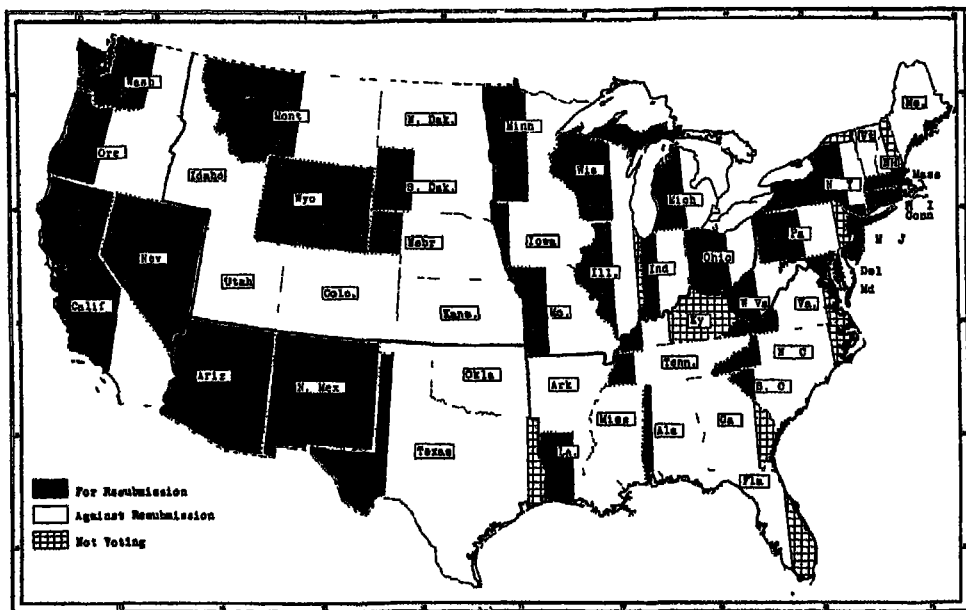 Wash
Mont
N. Dak.
Minn
Me.
Ore
Idaho
Wyo
S. Dak.
Wis
Mich
N Y
Vt
NH
Mass
R I
Conn
Nev
Utah
Colo.
Nebr
Iowa
Ill.
Ind
Ohio
Pa
N J
Del
Md
Calif
Kans.
Mo.
Ky
W Va
Va.
Ariz
N. Mex
Okla
Ark
Tenn.
N C
S. C
Texas
La.
Miss
Ala
Ga
Fla
For Resubmission
Against Resubmission
Not Voting